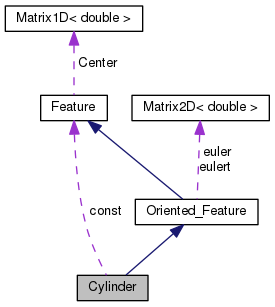 Matrix1D< double >
Center
Feature
Matrix2D< double >
euler
eulert
const
Oriented_Feature
Cylinder